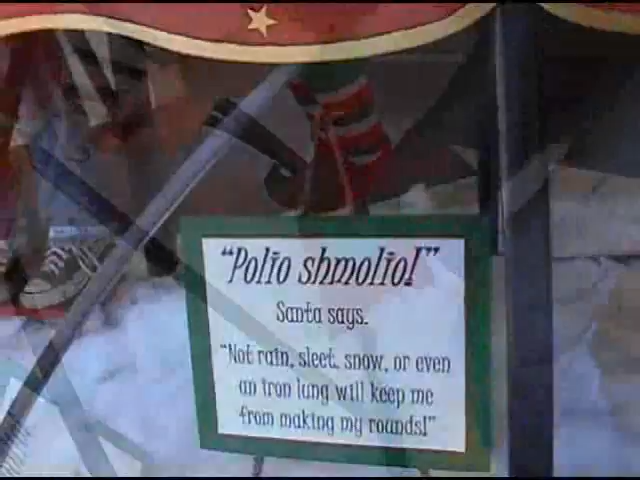 “Polio shmolio!”
Santa says.
“Not rain, sleet, snow, or even
an iron lung will keep me
from making my rounds!”